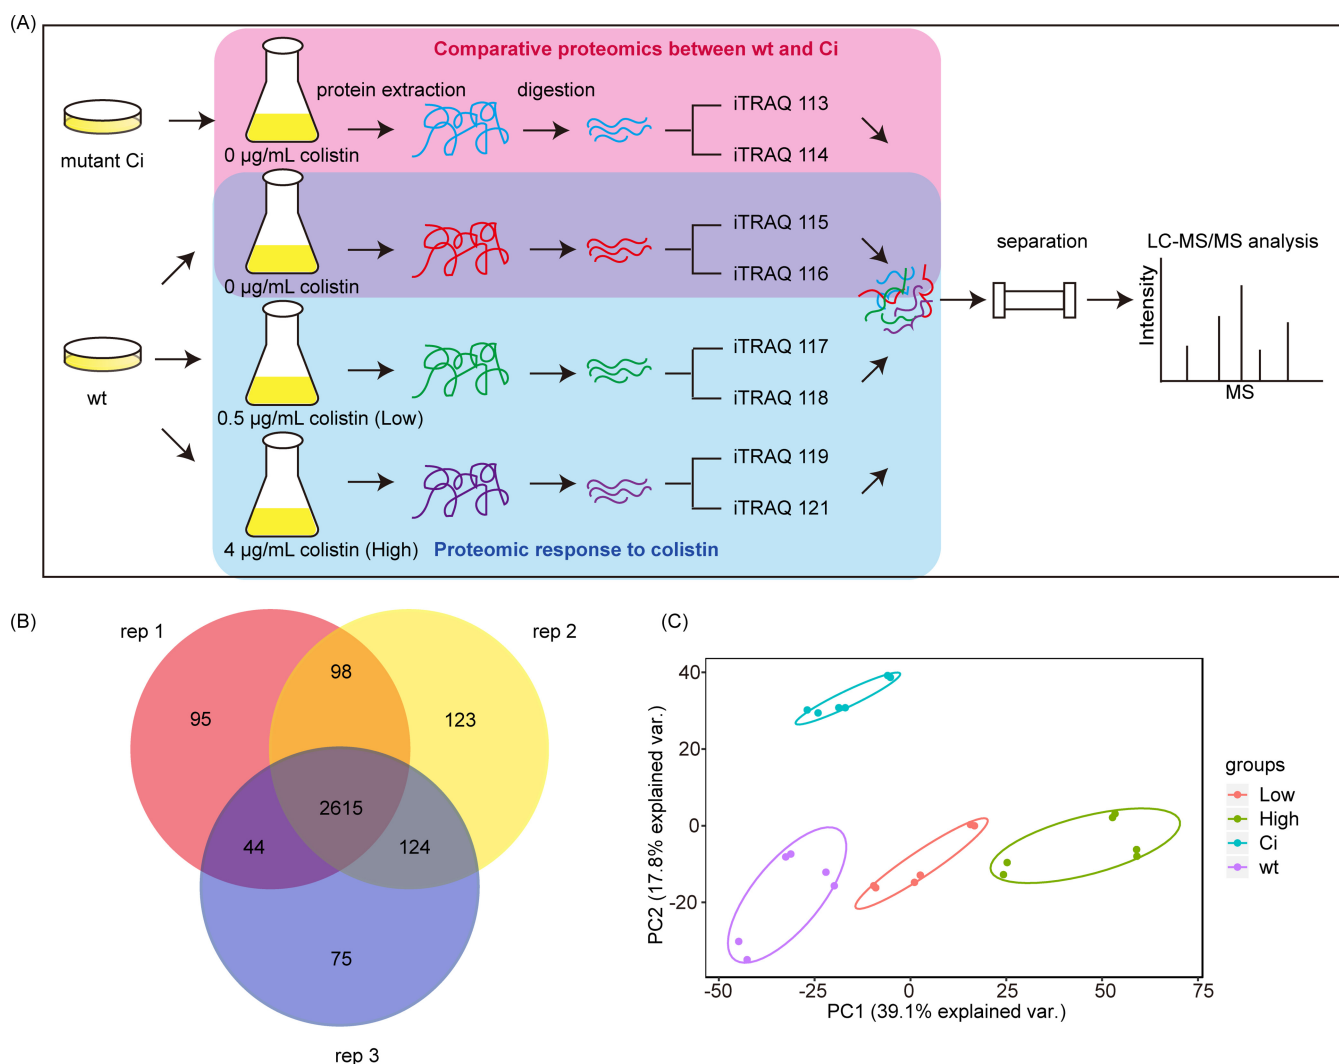 (A)
Comparative proteomics between wt and Ci
protein extraction
digestion
iTRAQ 113
iTRAQ 114
mutant Ci
0 µg/mL colistin
iTRAQ 115
iTRAQ 116
0 µg/mL colistin
separation
LC-MS/MS analysis
Intensity
MS
wt
iTRAQ 117
iTRAQ 118
0.5 µg/mL colistin (Low)
iTRAQ 119
iTRAQ 121
4 µg/mL colistin (High)
Proteomic response to colistin
(B)
rep 1
rep 2
98
95
123
2615
44
124
75
rep 3
(C)
PC2 (17.8% explained var.)
40
20
0
-20
-50
-25
0
25
50
75
PC1 (39.1% explained var.)
groups
Low
High
Ci
wt